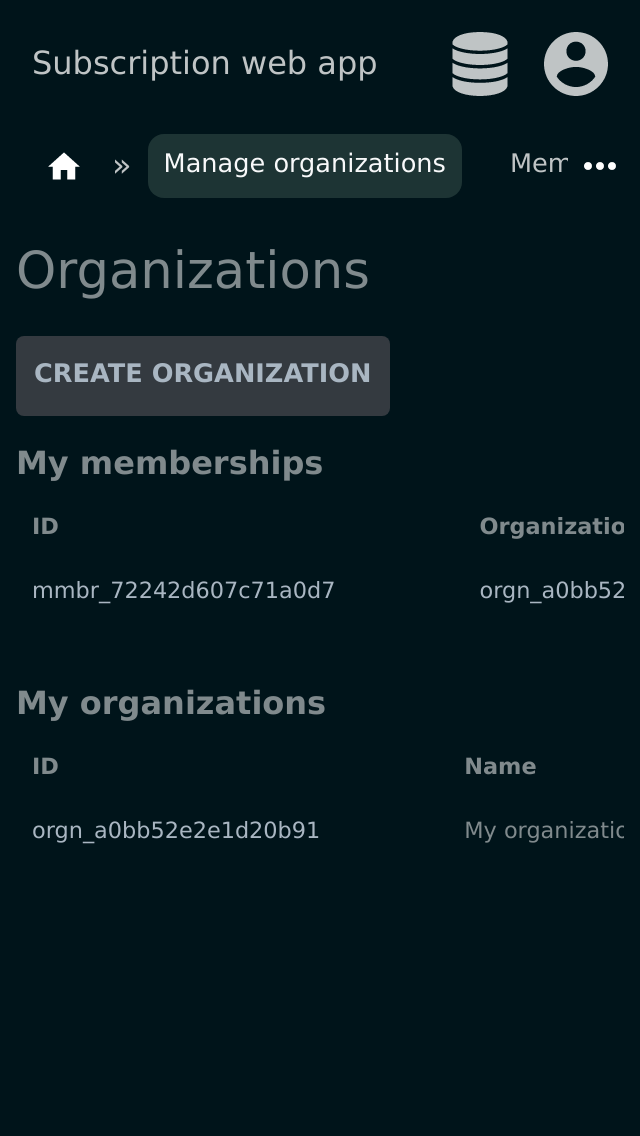 Subscription web app
» Manage organizations Mem
Organizations
CREATE ORGANIZATION
My memberships
ID Organizatio
mmbr_72242d607c71a0d7 orgn_a0bb52
My organizations
ID Name
orgn_a0bb52e2e1d20b91 My organizatic